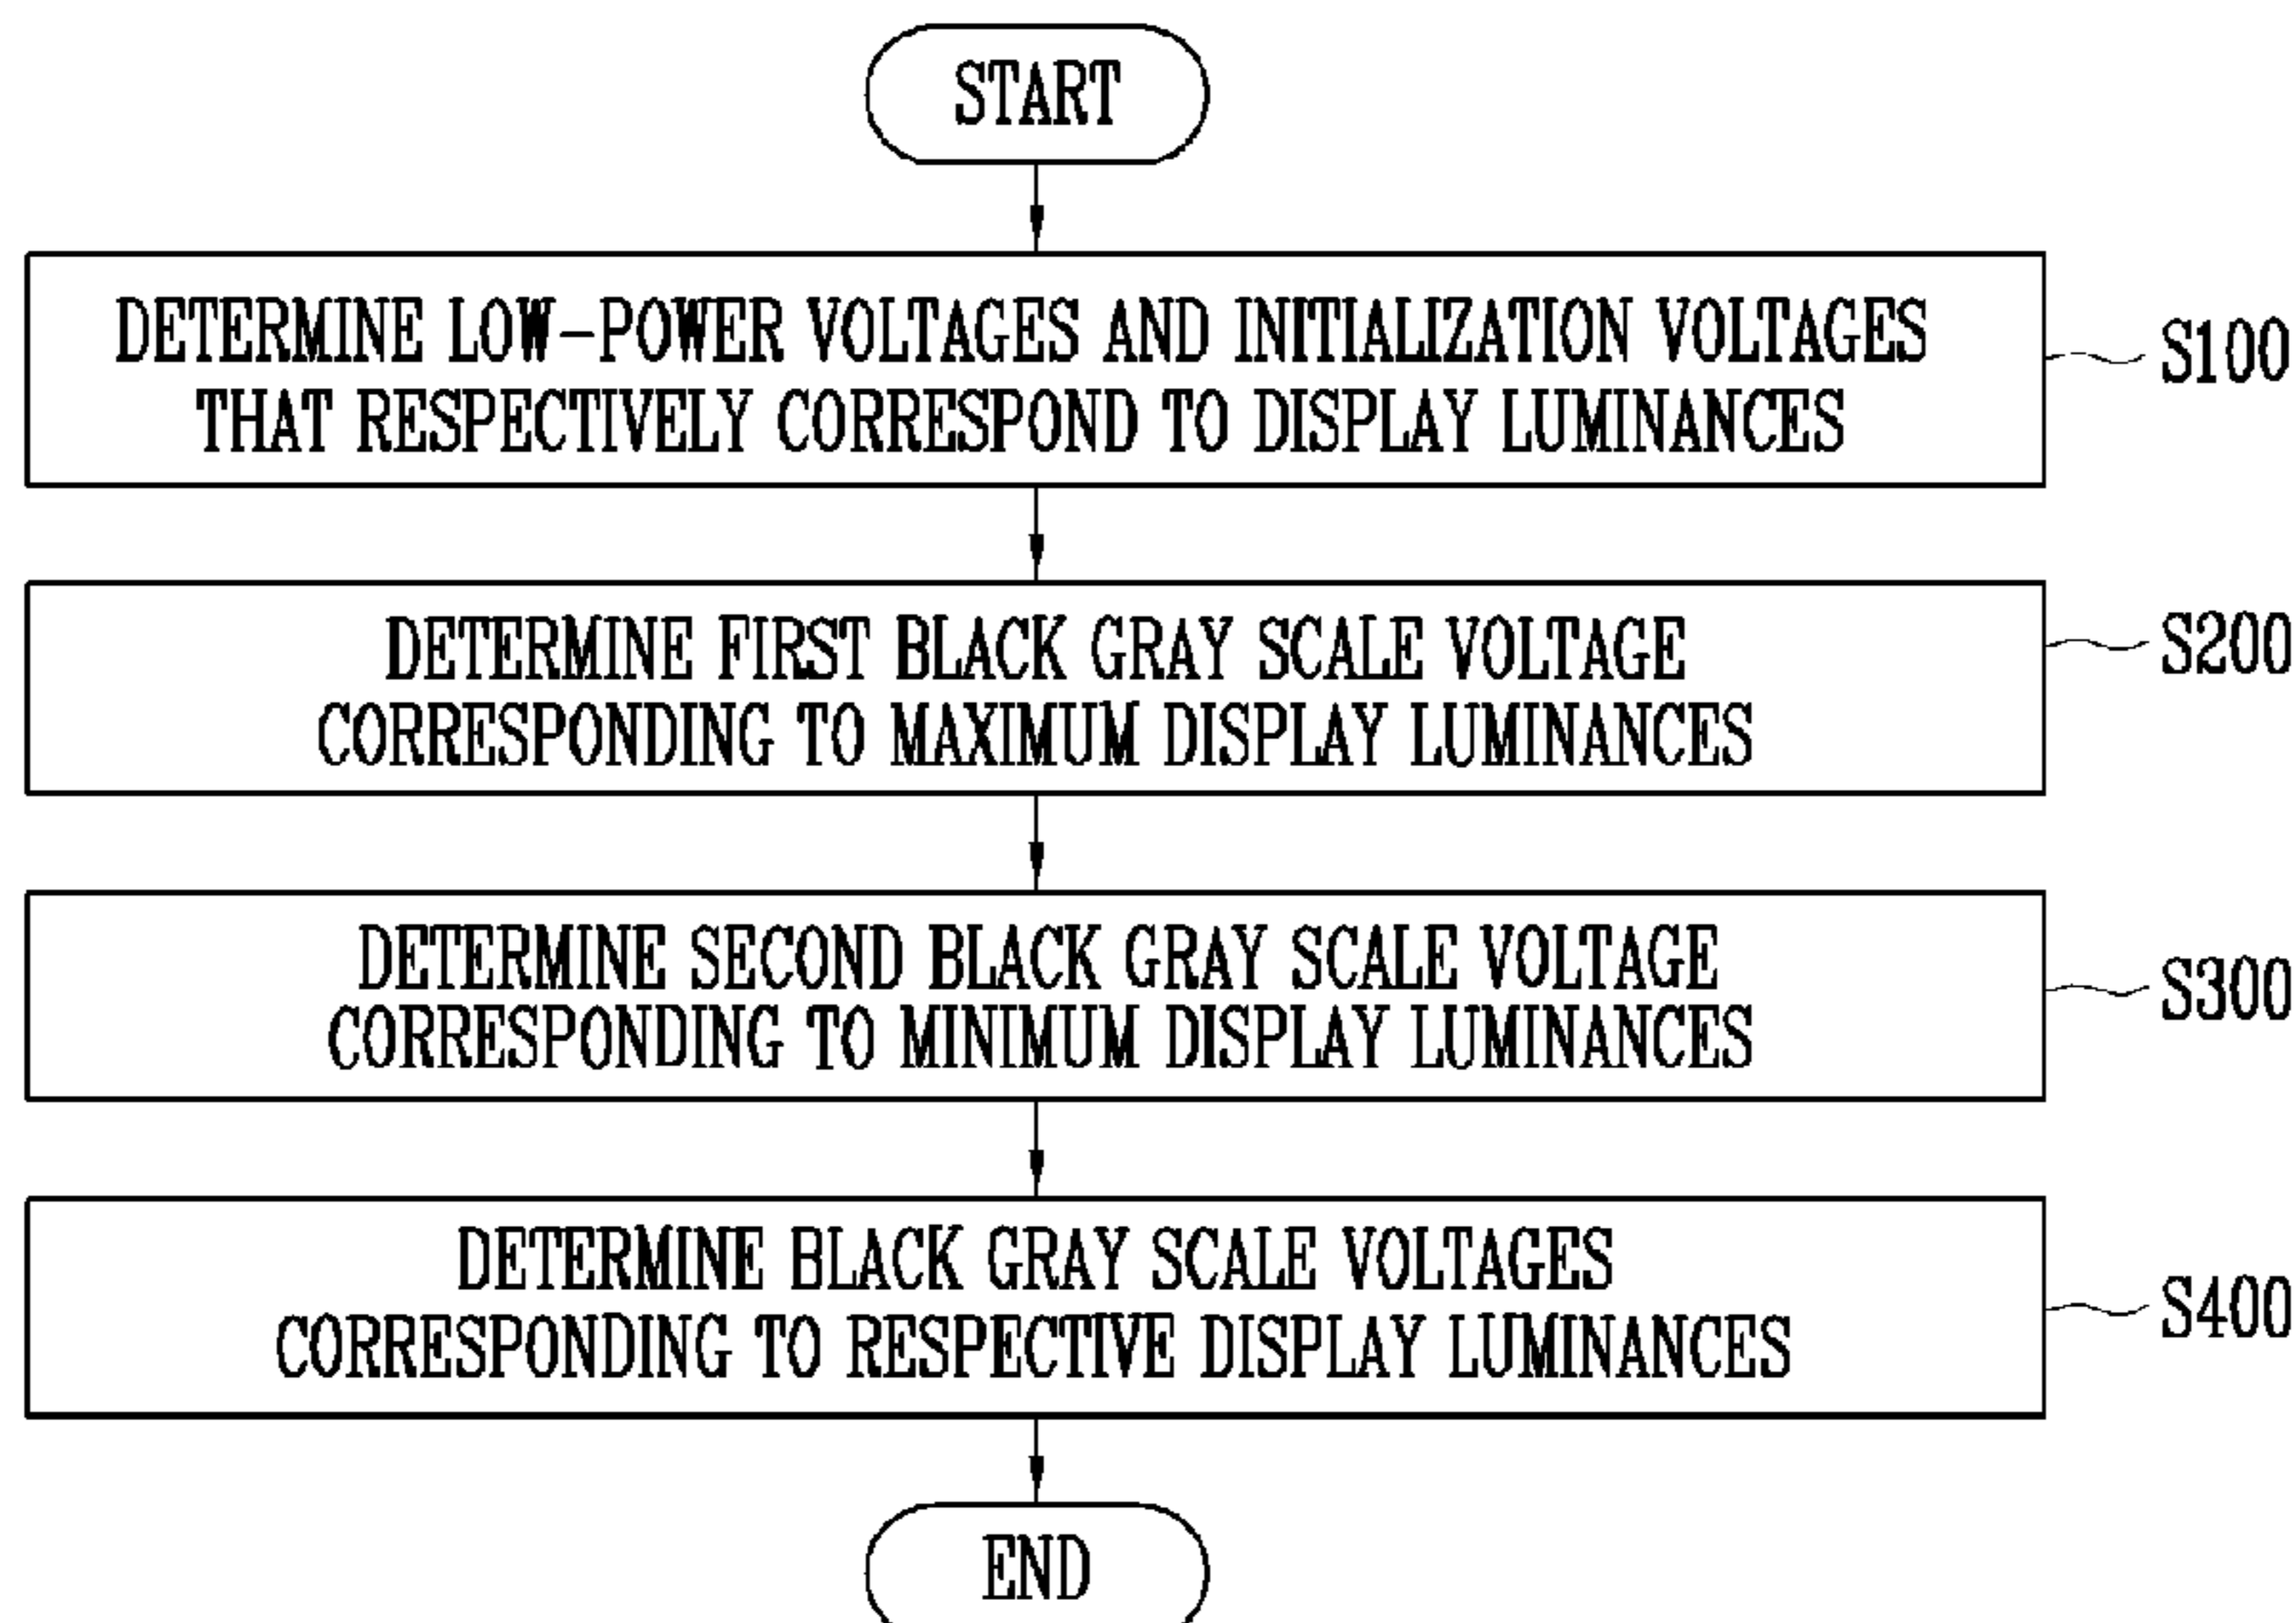 START
DETERMINE LOW-POWER VOLTAGES AND INITIALIZATION VOLTAGES
THAT RESPECTIVELY CORRESPOND TO DISPLAY LUMINANCES
S100
DETERMINE FIRST BLACK GRAY SCALE VOLTAGE
CORRESPONDING TO MAXIMUM DISPLAY LUMINANCES
S200
DETERMINE SECOND BLACK GRAY SCALE VOLTAGE
CORRESPONDING TO MINIMUM DISPLAY LUMINANCES
S300
DETERMINE BLACK GRAY SCALE VOLTAGES
CORRESPONDING TO RESPECTIVE DISPLAY LUMINANCES
S400
END